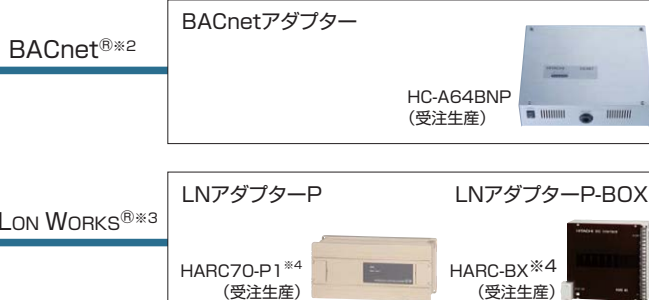 BACnetアダプター
BACnet®※2
HC-A64BNP
（受注生産）
LNアダプターP
LNアダプターP-BOX
LON WORKS®※3
HARC70-P1※4
（受注生産）
HARC-BX※4
（受注生産）